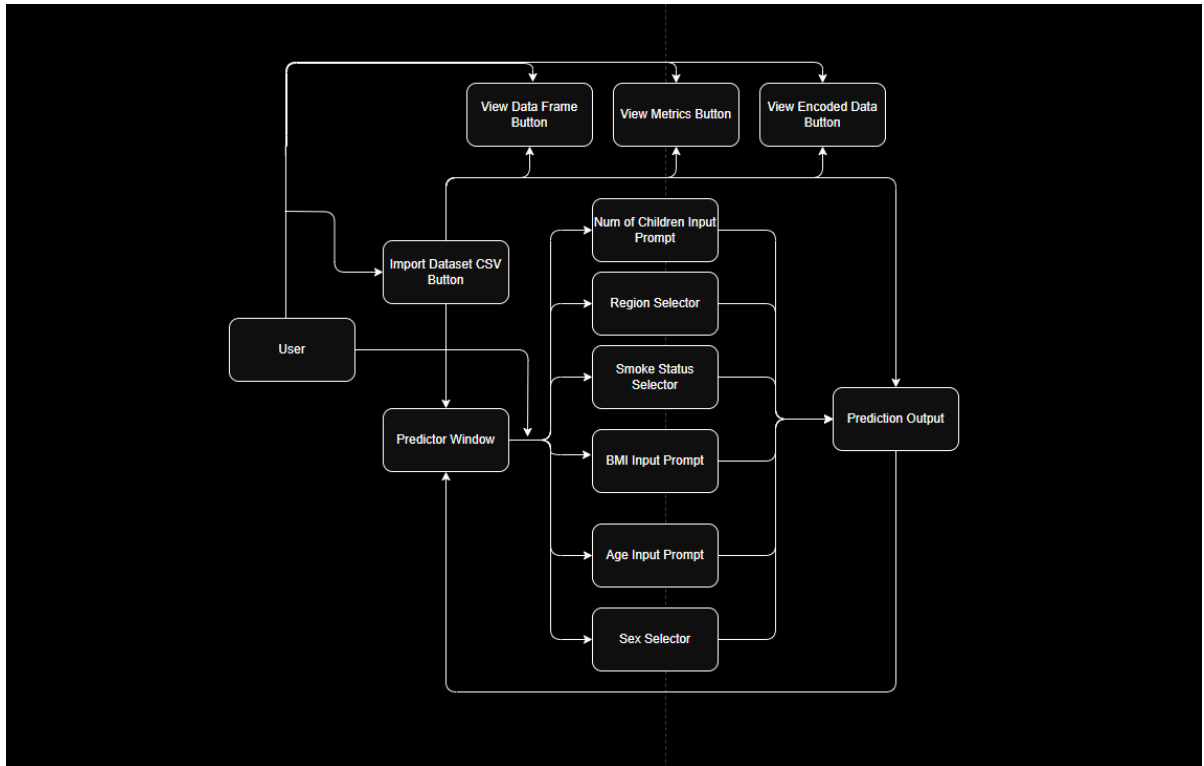 View Data Frame
Button
View Metrics Button
View Encoded Data
Button
Num of Children Input
Prompt
Import Dataset CSV
Button
Region Selector
User
Smoke Status
Selector
Predictor Window
Prediction Output
BMI Input Prompt
Age Input Prompt
Sex Selector